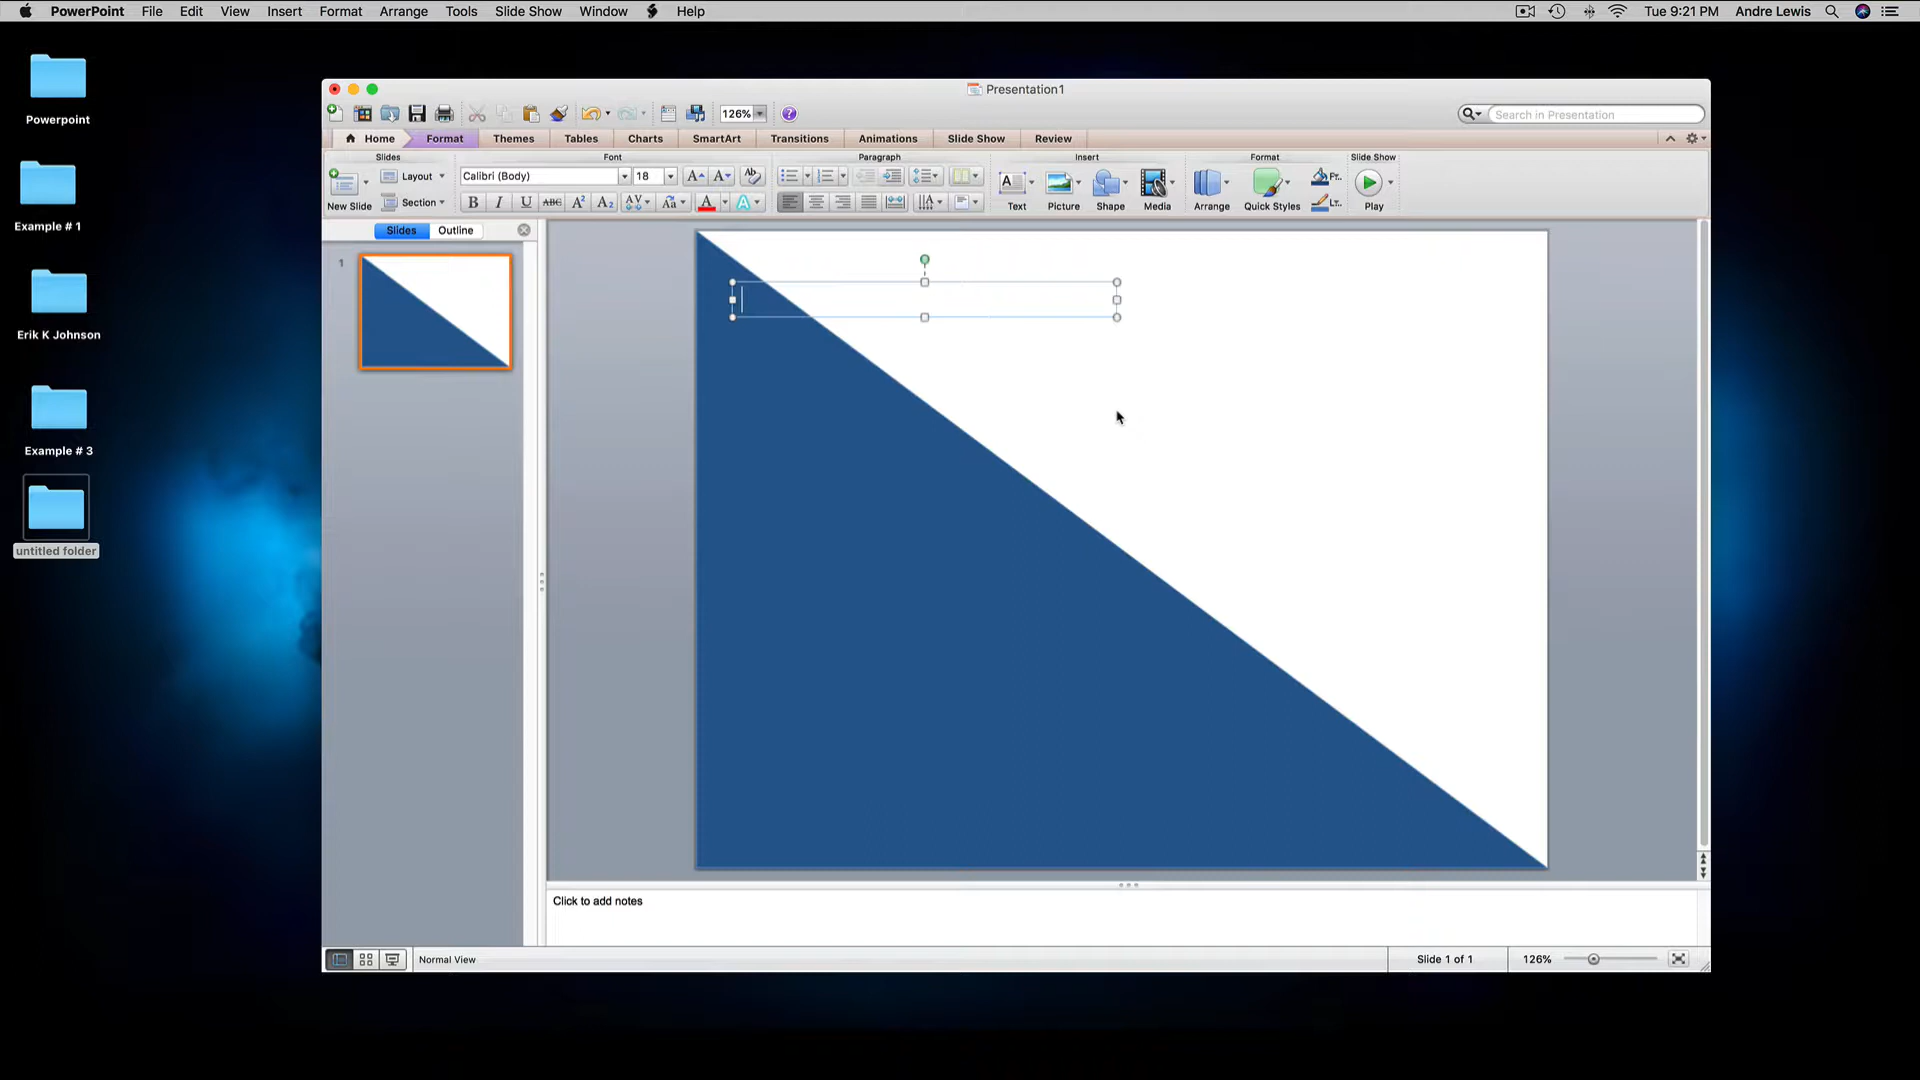 PowerPoint File Edit View Insert Format Arrange Tools Slide Show Window Help Tue 9:21 PM Andre Lewis
Powerpoint
Example # 1
Erik K Johnson
Example # 3
untitled folder
Presentation1
126%
Search in Presentation
Home Format Themes Tables Charts SmartArt Transitions Animations Slide Show Review
Slides Font Paragraph Insert Format Slide Show
Layout Calibri (Body) 18
New Slide Section Text Picture Shape Media Arrange Quick Styles Play
Slides Outline
1
Click to add notes
Normal View Slide 1 of 1 126%